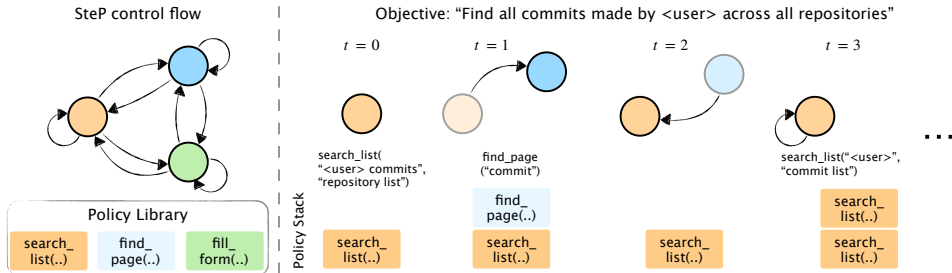 SteP control flow
Policy Library
search_
list(..)
find_
page(..)
fill_
form(..)
Objective: “Find all commits made by <user> across all repositories”
t = 0
t = 1
t = 2
t = 3
search_list(
“<user> commits”,
“repository list”)
find_page
(“commit”)
search_list(“<user>”,
“commit list”)
...
Policy Stack
search_
list(..)
find_
page(..)
search_
list(..)
search_
list(..)
search_
list(..)
search_
list(..)